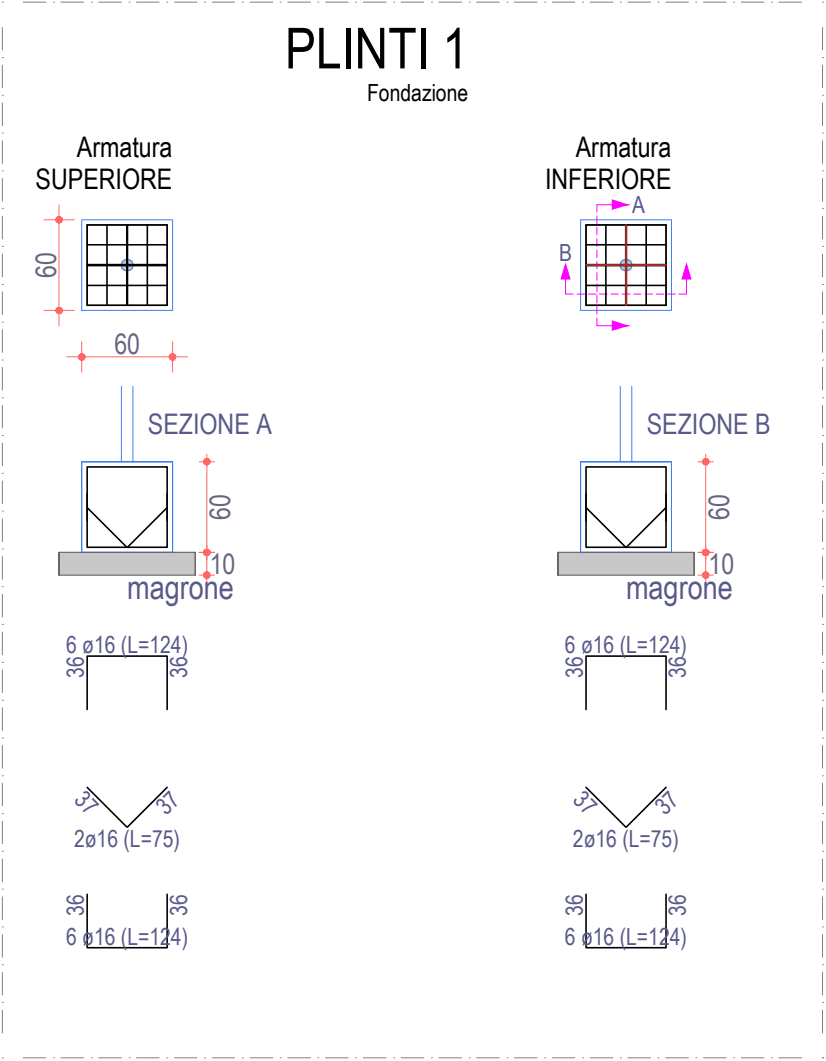 PLINTI 1
Fondazione
Armatura
SUPERIORE
Armatura
INFERIORE
A
B
60
60
SEZIONE A
SEZIONE B
60
60
10
10
magrone
magrone
6 ø16 (L=124)
6 ø16 (L=124)
36
36
36
36
37
37
37
37
2ø16 (L=75)
2ø16 (L=75)
36
36
36
36
6 ø16 (L=124)
6 ø16 (L=124)